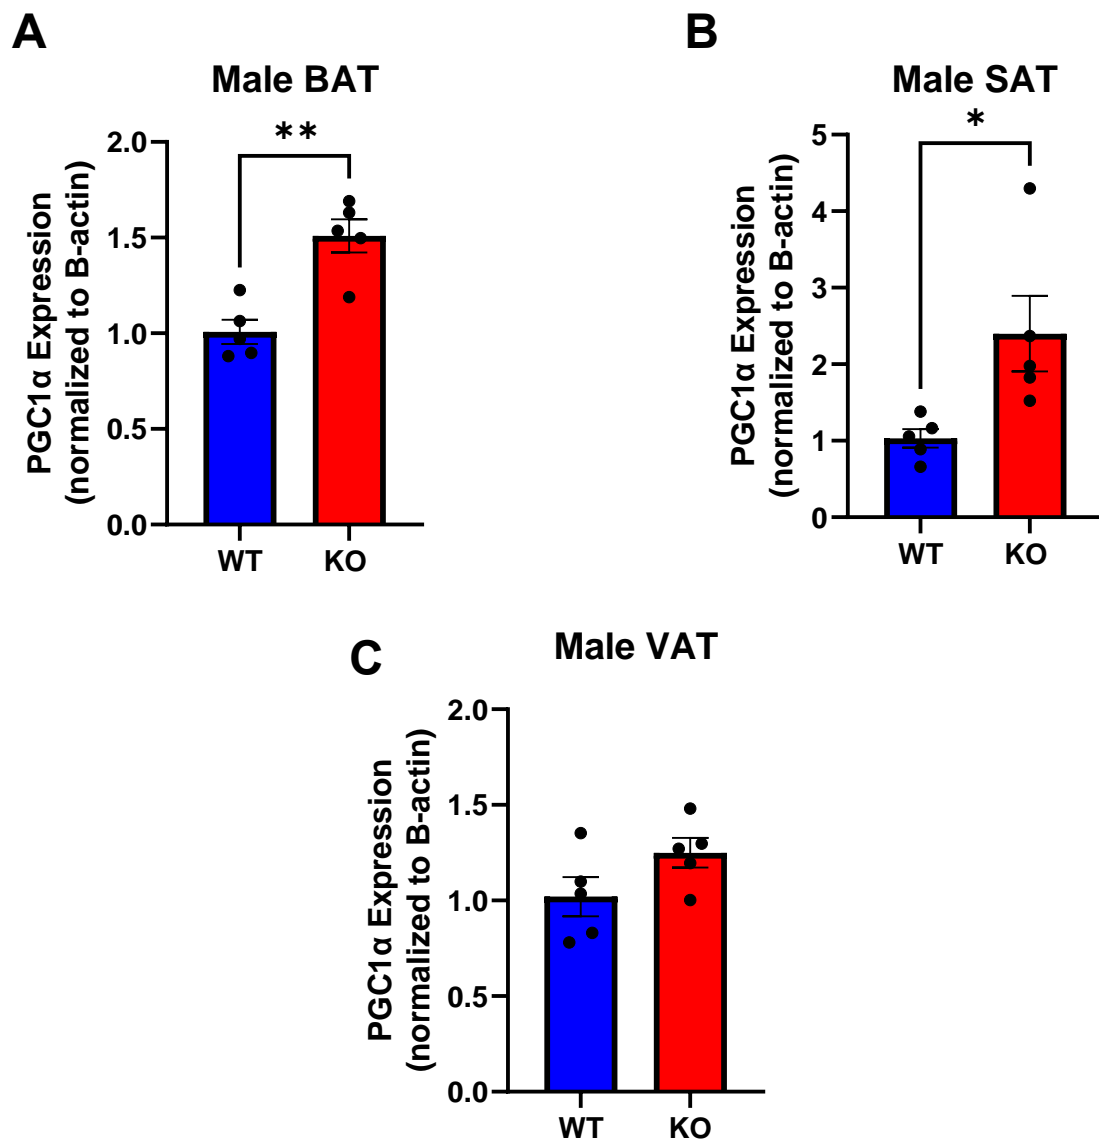 A
Male BAT
**
PGC1α Expression
(normalized to B-actin)
2.0
1.5
1.0
0.5
0.0
WT KO
B
Male SAT
*
PGC1α Expression
(normalized to B-actin)
5
4
3
2
1
0
WT KO
C
Male VAT
PGC1α Expression
(normalized to B-actin)
2.0
1.5
1.0
0.5
0.0
WT KO